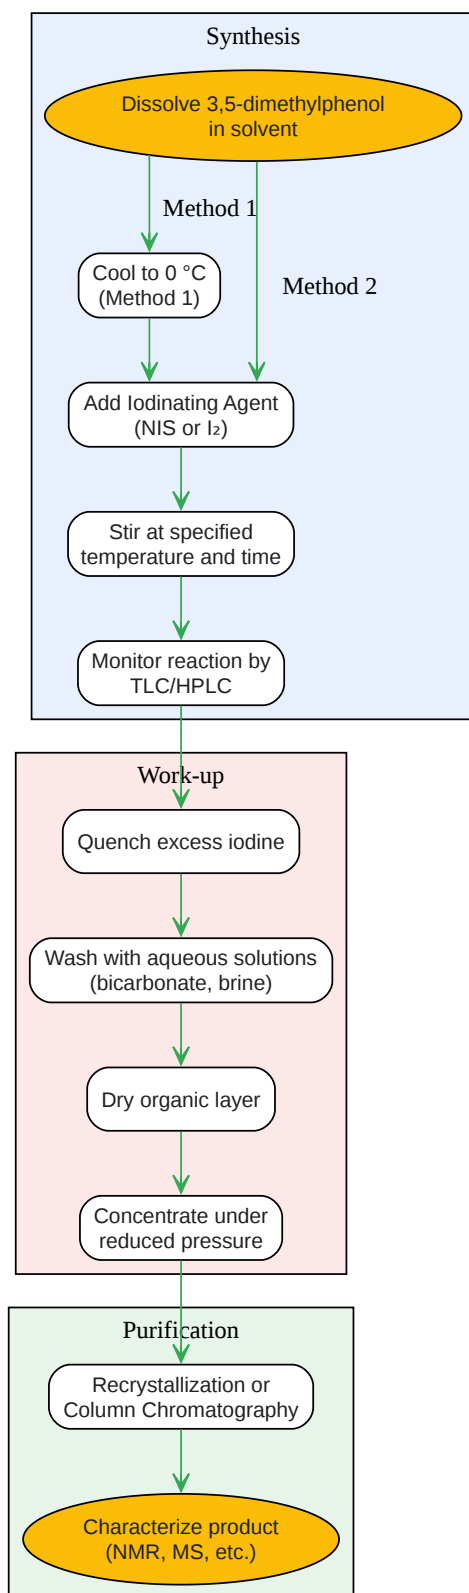 Synthesis
Dissolve 3,5-dimethylphenol
in solvent
Method 1
Cool to 0 °C
(Method 1)
Method 2
Add Iodinating Agent
(NIS or I₂)
Stir at specified
temperature and time
Monitor reaction by
TLC/HPLC
Work-up
Quench excess iodine
Wash with aqueous solutions
(bicarbonate, brine)
Dry organic layer
Concentrate under
reduced pressure
Purification
Recrystallization or
Column Chromatography
Characterize product
(NMR, MS, etc.)